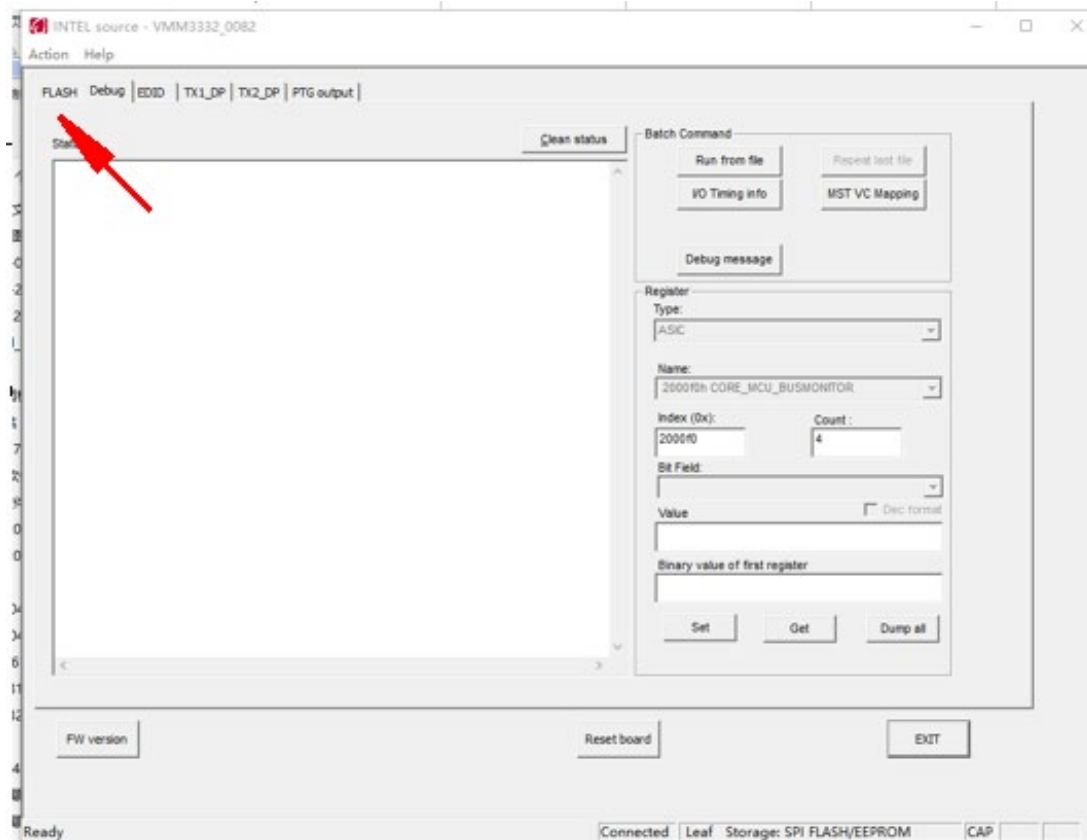 INTEL source - VMM3332_0082
Action Help
FLASH Debug EDID TX1_DP TX2_DP PTG output
Clean status
Batch Command
Run from file Repeat last file
I/O Timing info MST VC Mapping
Debug message
Register
Type:
ASIC
Name:
2000f0h CORE_MCU_BUSMONITOR
Index (0x): Count :
2000f0 4
Bit Field:
Value Dec format
Binary value of first register
Set Get Dump all
FW version Reset board EXIT
Ready Connected Leaf Storage: SPI FLASH/EEPROM CAP